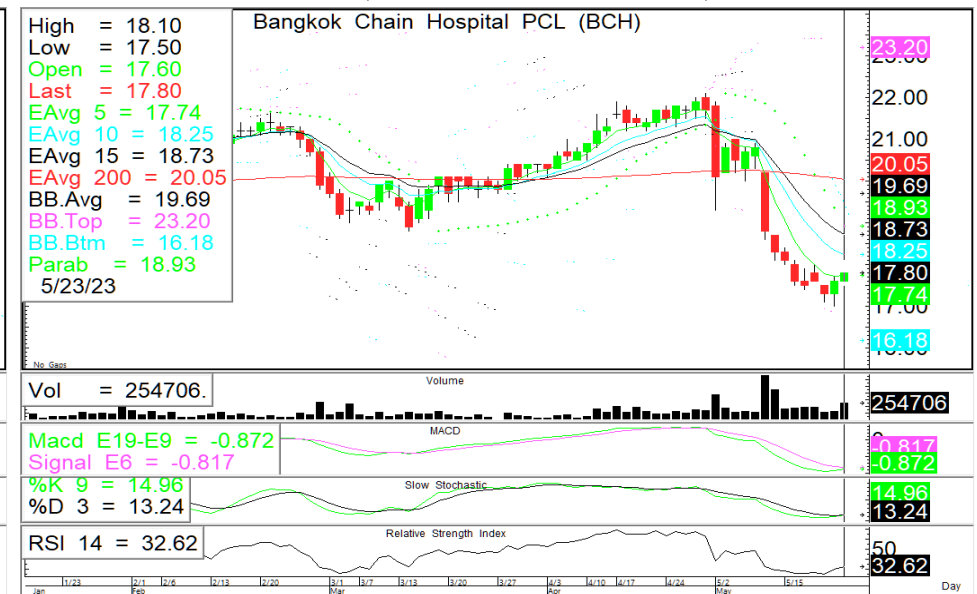 Bangkok Chain Hospital PCL (BCH)
High = 18.10
Low = 17.50
Open = 17.60
Last = 17.80
EAvg 5 = 17.74
EAvg 10 = 18.25
EAvg 15 = 18.73
EAvg 200 = 20.05
BB.Avg = 19.69
BB.Top = 23.20
BB.Btm = 16.18
Parab = 18.93
5/23/23
23.20
22.00
21.00
20.05
19.69
18.93
18.73
18.25
17.80
17.74
17.00
16.18
No Gaps
Volume
Vol = 254706.
254706
MACD
Macd E19-E9 = -0.872
Signal E6 = -0.817
-0.817
-0.872
Slow Stochastic
%K 9 = 14.96
%D 3 = 13.24
14.96
13.24
Relative Strength Index
RSI 14 = 32.62
50
32.62
1/23 2/1 2/6 2/13 2/20 3/1 3/7 3/13 3/20 3/27 4/3 4/10 4/17 4/24 5/2 5/15
Jan Feb Mar Apr May Day